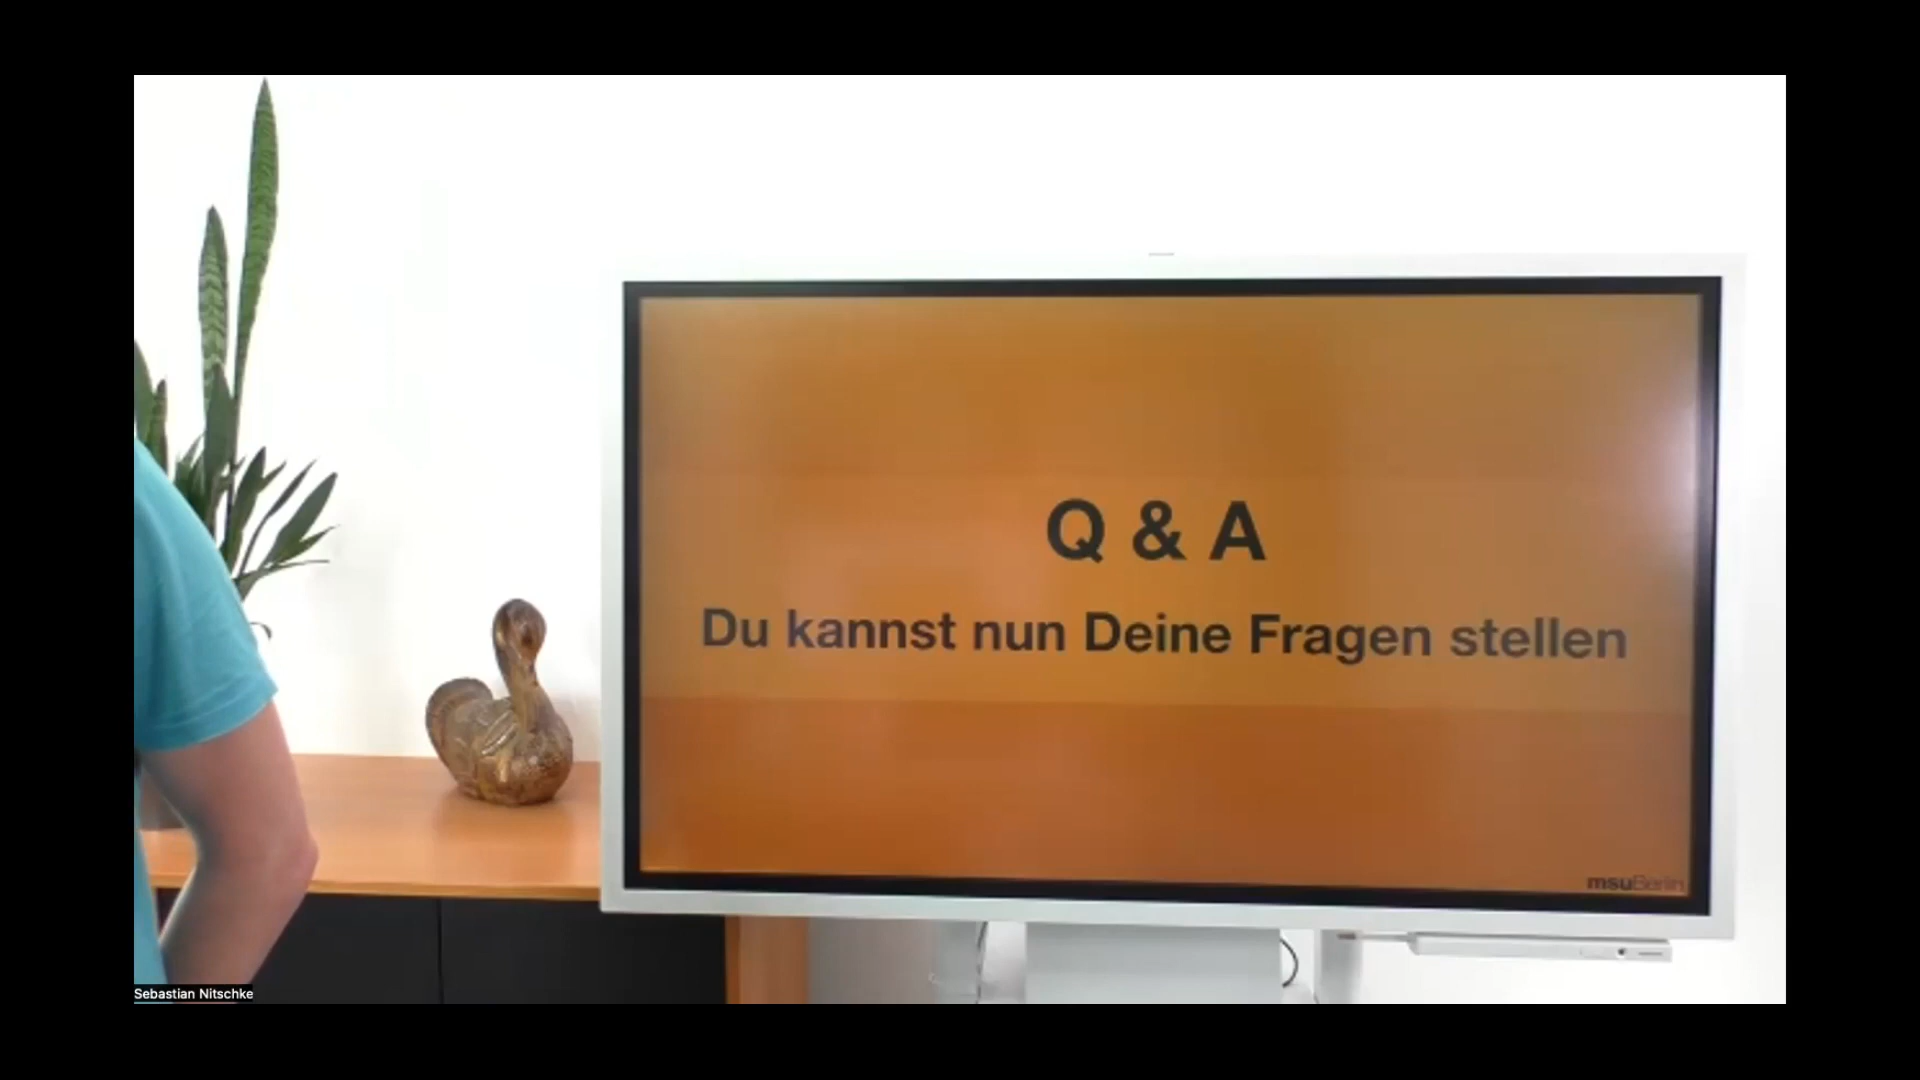 Q & A
Du kannst nun Deine Fragen stellen
msuBerlin
Sebastian Nitschke